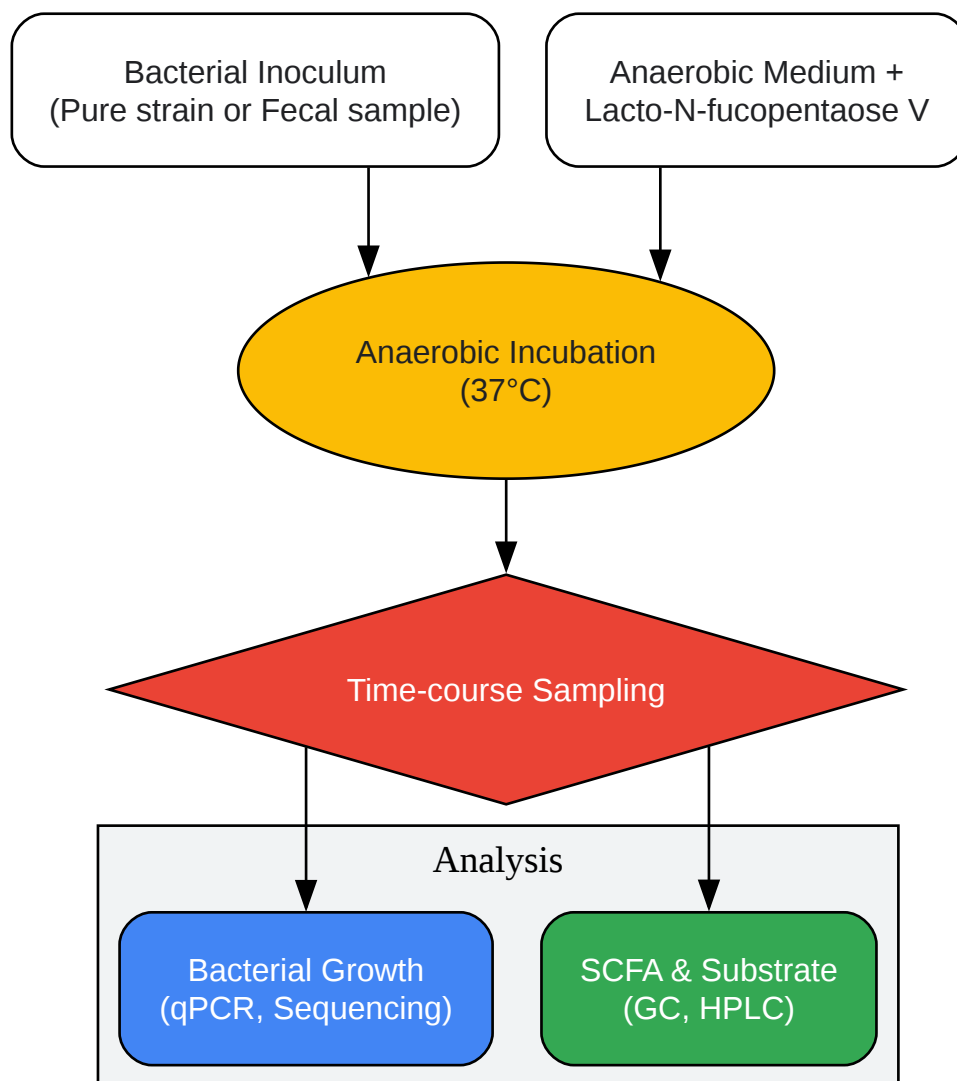 Bacterial Inoculum
(Pure strain or Fecal sample)
Anaerobic Medium +
Lacto-N-fucopentaose V
Anaerobic Incubation
(37°C)
Time-course Sampling
Analysis
Bacterial Growth
(qPCR, Sequencing)
SCFA & Substrate
(GC, HPLC)